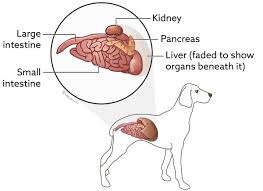 Kidney
Large
intestine
Pancreas
Liver (faded to show
organs beneath it)
Small
intestine